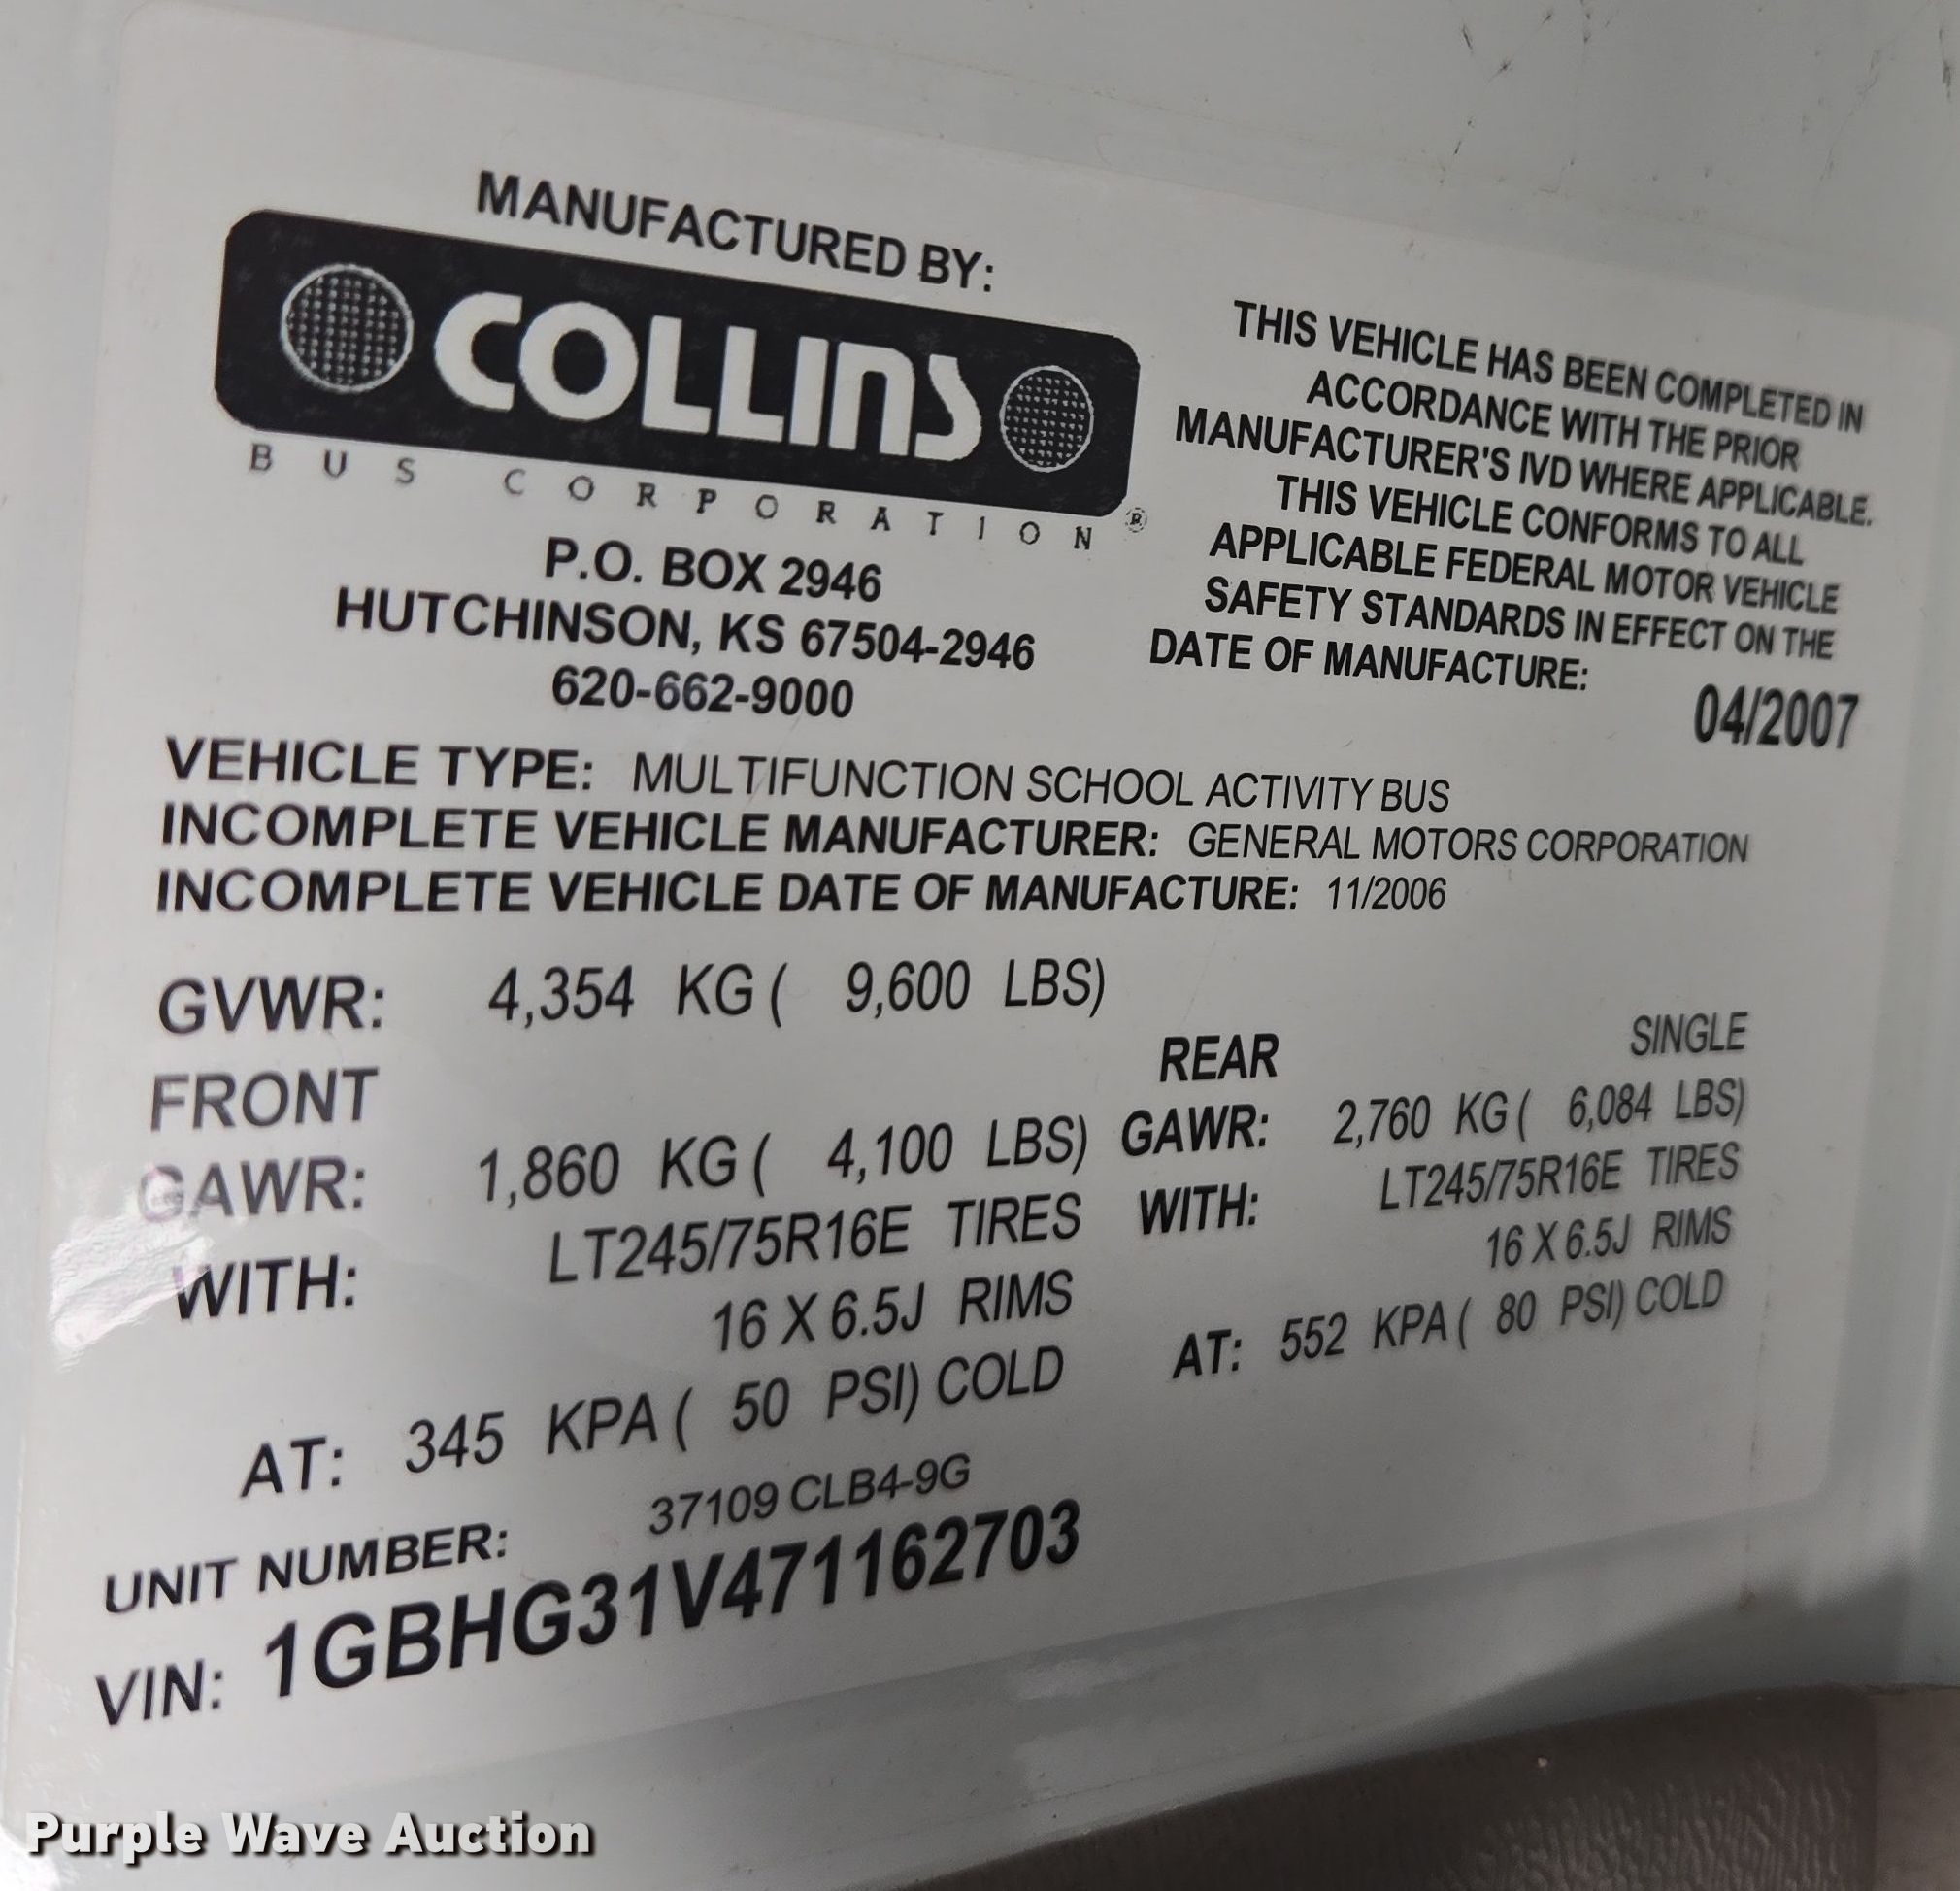 MANUFACTURED BY:
COLLINS
BUS CORPORATION®
P.O. BOX 2946
HUTCHINSON, KS 67504-2946
620-662-9000
THIS VEHICLE HAS BEEN COMPLETED IN
ACCORDANCE WITH THE PRIOR
MANUFACTURER'S IVD WHERE APPLICABLE.
THIS VEHICLE CONFORMS TO ALL
APPLICABLE FEDERAL MOTOR VEHICLE
SAFETY STANDARDS IN EFFECT ON THE
DATE OF MANUFACTURE:
04/2007
VEHICLE TYPE: MULTIFUNCTION SCHOOL ACTIVITY BUS
INCOMPLETE VEHICLE MANUFACTURER: GENERAL MOTORS CORPORATION
INCOMPLETE VEHICLE DATE OF MANUFACTURE: 11/2006
GVWR: 4,354 KG ( 9,600 LBS)
FRONT
GAWR: 1,860 KG ( 4,100 LBS)
WITH: LT245/75R16E TIRES
16 X 6.5J RIMS
AT: 345 KPA ( 50 PSI) COLD
REAR SINGLE
GAWR: 2,760 KG ( 6,084 LBS)
WITH: LT245/75R16E TIRES
16 X 6.5J RIMS
AT: 552 KPA ( 80 PSI) COLD
UNIT NUMBER: 37109 CLB4-9G
VIN: 1GBHG31V471162703
Purple Wave Auction